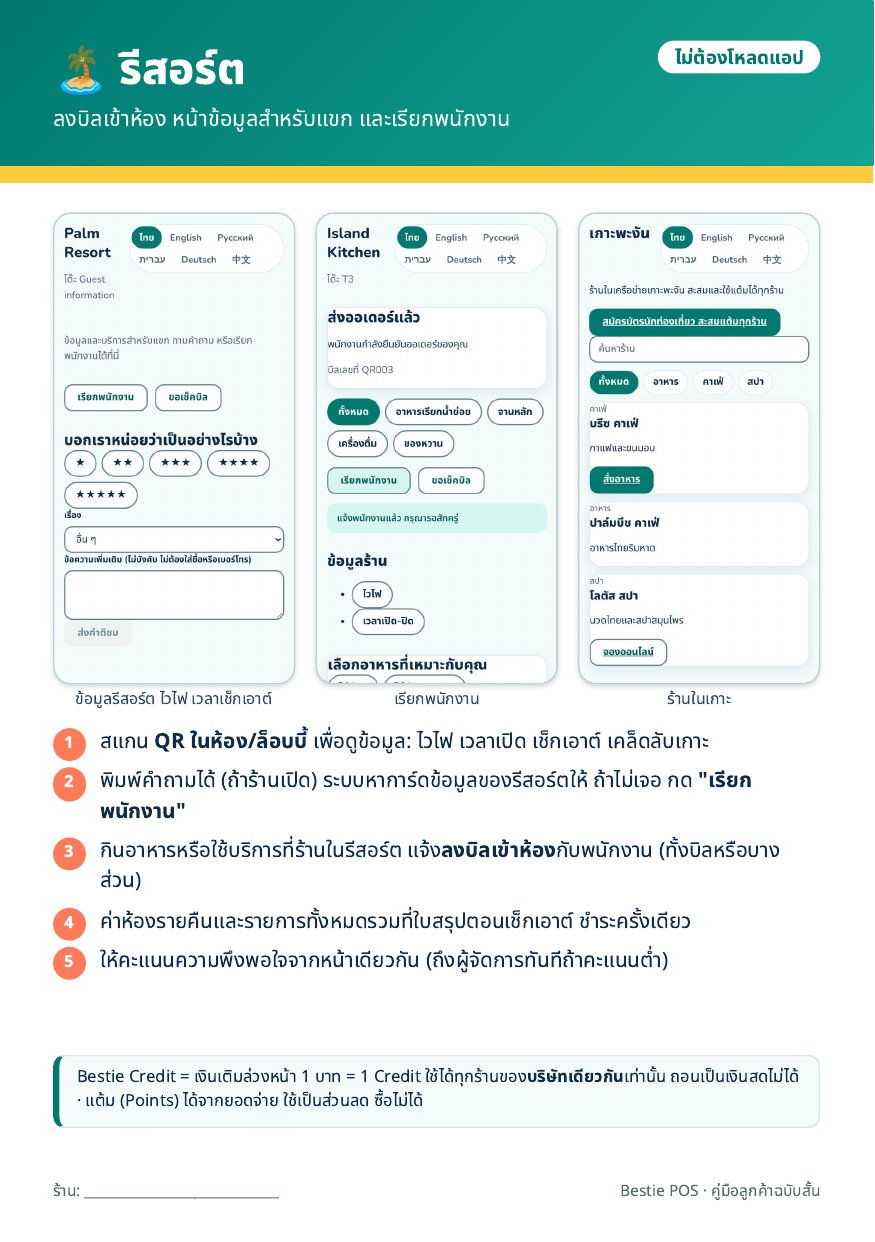 🏝️ รีสอร์ต
ไม่ต้องโหลดแอป
ลงบิลเข้าห้อง หน้าข้อมูลสำหรับแขก และเรียกพนักงาน
Palm
Resort
ไทย English Русский
עברית Deutsch 中文
โต๊ะ Guest
information
ข้อมูลและบริการสำหรับแขก ถามคำถาม หรือเรียก
พนักงานได้ที่นี่
เรียกพนักงาน ขอเช็คบิล
บอกเราหน่อยว่าเป็นอย่างไรบ้าง
★ ★★ ★★★ ★★★★
★★★★★
เรื่อง
อื่น ๆ
ข้อความเพิ่มเติม (ไม่บังคับ ไม่ต้องใส่ชื่อหรือเบอร์โทร)
ส่งคำติชม
ข้อมูลรีสอร์ต ไวไฟ เวลาเช็กเอาต์
Island
Kitchen
ไทย English Русский
עברית Deutsch 中文
โต๊ะ T3
ส่งออเดอร์แล้ว
พนักงานกำลังยืนยันออเดอร์ของคุณ
บิลเลขที่ QR003
ทั้งหมด อาหารเรียกน้ำย่อย จานหลัก
เครื่องดื่ม ของหวาน
เรียกพนักงาน ขอเช็คบิล
แจ้งพนักงานแล้ว กรุณารอสักครู่
ข้อมูลร้าน
• ไวไฟ
• เวลาเปิด-ปิด
เลือกอาหารที่เหมาะกับคุณ
เรียกพนักงาน
เกาะพะงัน
ไทย English Русский
עברית Deutsch 中文
ร้านในเครือข่ายเกาะพะงัน สะสมและใช้แต้มได้ทุกร้าน
สมัครบัตรนักท่องเที่ยว สะสมแต้มทุกร้าน
ค้นหาร้าน
ทั้งหมด อาหาร คาเฟ่ สปา
คาเฟ่
บรีซ คาเฟ่
กาแฟและขนมอบ
สั่งอาหาร
อาหาร
ปาล์มบีช คาเฟ่
อาหารไทยริมหาด
สปา
โลตัส สปา
นวดไทยและสปาสมุนไพร
จองออนไลน์
ร้านในเกาะ
1 สแกน QR ในห้อง/ล็อบบี้ เพื่อดูข้อมูล: ไวไฟ เวลาเปิด เช็กเอาต์ เคล็ดลับเกาะ
2 พิมพ์คำถามได้ (ถ้าร้านเปิด) ระบบหาการ์ดข้อมูลของรีสอร์ตให้ ถ้าไม่เจอ กด "เรียก
พนักงาน"
3 กินอาหารหรือใช้บริการที่ร้านในรีสอร์ต แจ้งลงบิลเข้าห้องกับพนักงาน (ทั้งบิลหรือบาง
ส่วน)
4 ค่าห้องรายคืนและรายการทั้งหมดรวมที่ใบสรุปตอนเช็กเอาต์ ชำระครั้งเดียว
5 ให้คะแนนความพึงพอใจจากหน้าเดียวกัน (ถึงผู้จัดการทันทีถ้าคะแนนต่ำ)
Bestie Credit = เงินเติมล่วงหน้า 1 บาท = 1 Credit ใช้ได้ทุกร้านของบริษัทเดียวกันเท่านั้น ถอนเป็นเงินสดไม่ได้
· แต้ม (Points) ได้จากยอดจ่าย ใช้เป็นส่วนลด ซื้อไม่ได้
ร้าน: ________________________
Bestie POS · คู่มือลูกค้าฉบับสั้น